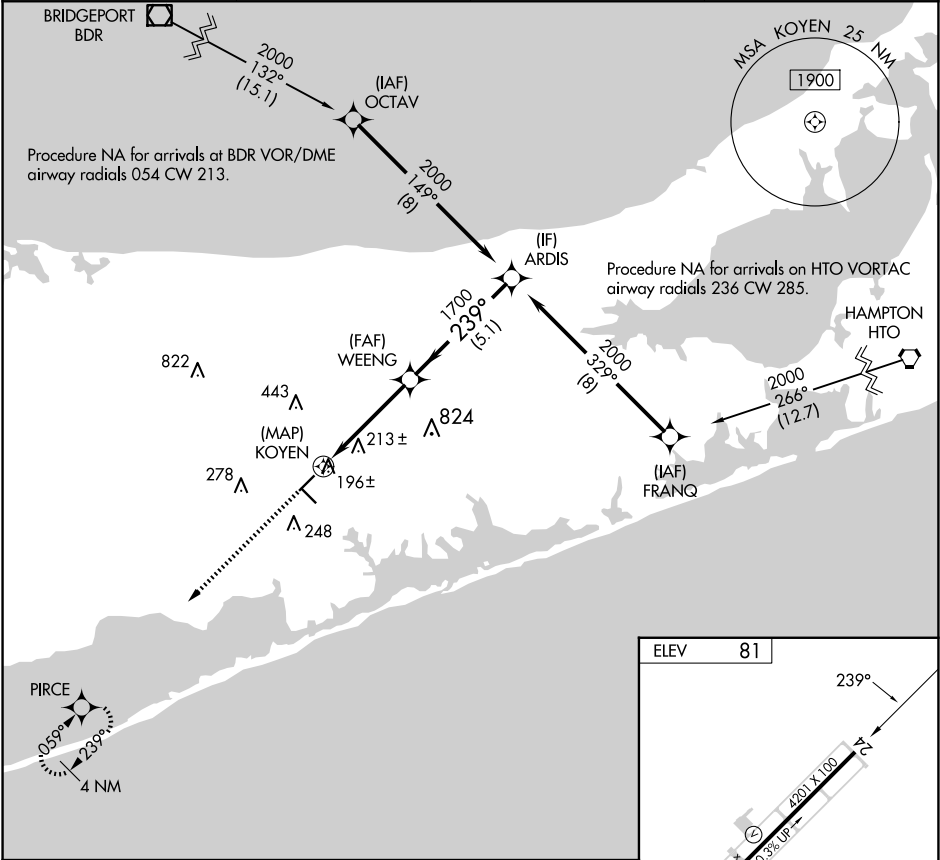 BRIDGEPORT
BDR
2000
132°
(15.1)
(IAF)
OCTAV
MSA KOYEN 25 NM
1900
Procedure NA for arrivals at BDR VOR/DME
airway radials 054 CW 213.
2000
149°
(8)
(IF)
ARDIS
Procedure NA for arrivals on HTO VORTAC
airway radials 236 CW 285.
HAMPTON
HTO
1700
239°
(5.1)
(FAF)
WEENG
2000
329°
(8)
2000
266°
(12.7)
822
443
824
(MAP)
KOYEN
213 ±
196±
278
248
(IAF)
FRANQ
PIRCE
059°
239°
4 NM
ELEV 81
239°
24
4201 X 100
0.3% UP
V